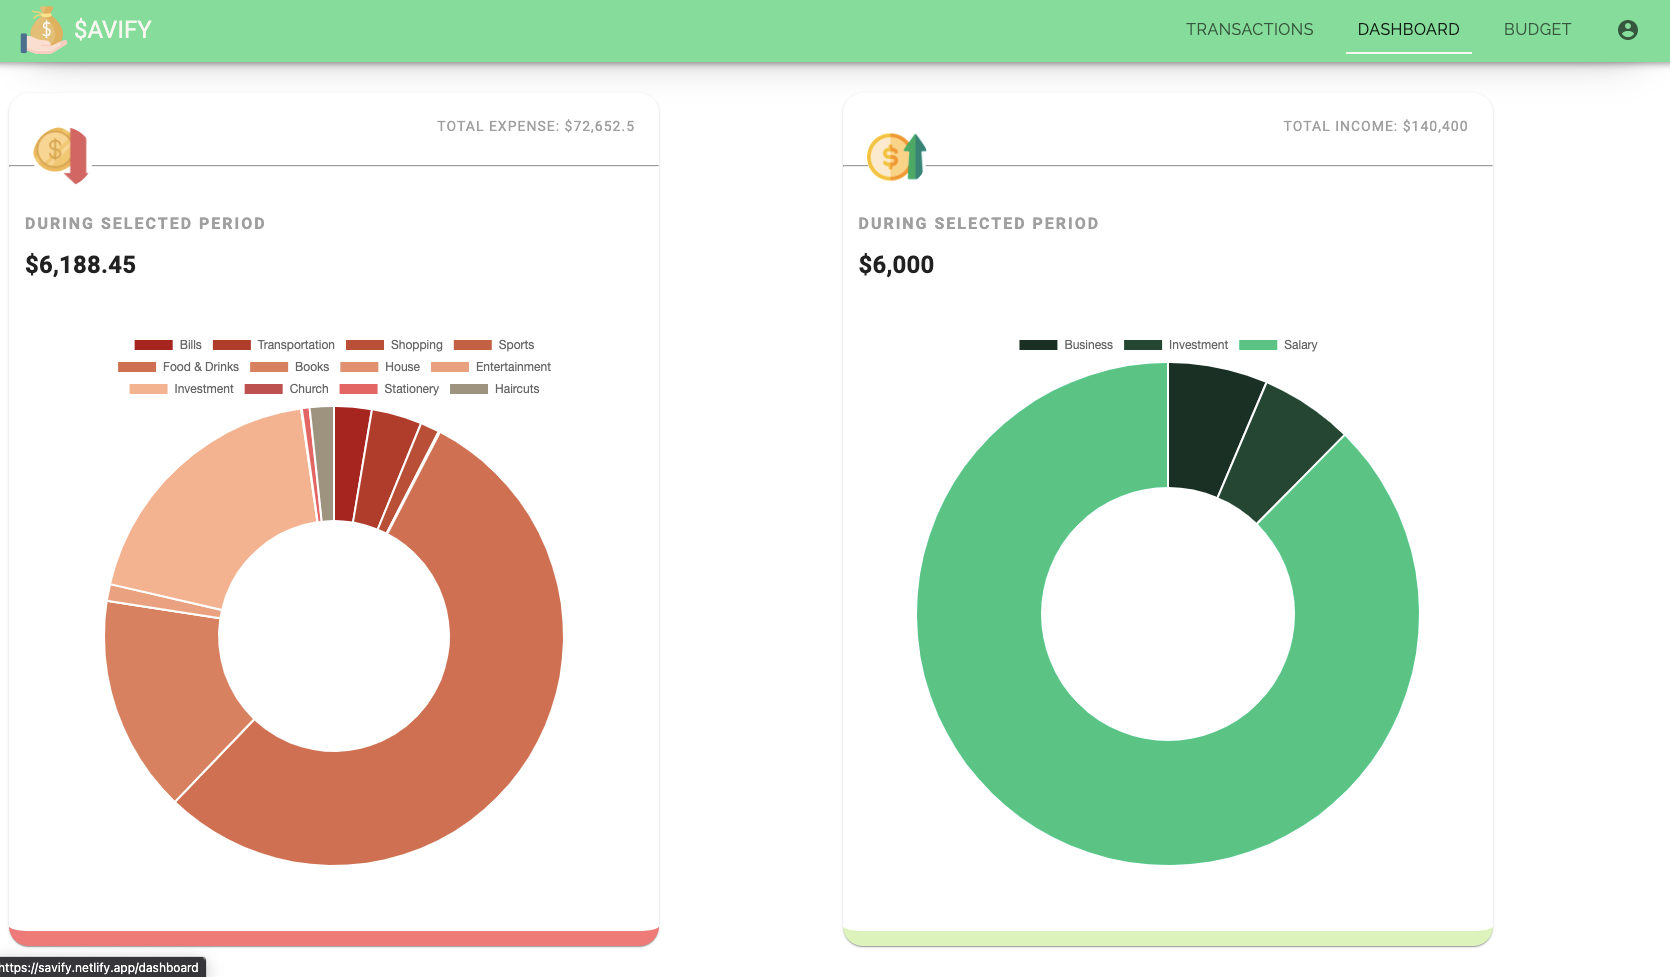 $AVIFY
TRANSACTIONS DASHBOARD BUDGET
TOTAL EXPENSE: $72,652.5
DURING SELECTED PERIOD
$6,188.45
Bills Transportation Shopping Sports
Food & Drinks Books House Entertainment
Investment Church Stationery Haircuts
TOTAL INCOME: $140,400
DURING SELECTED PERIOD
$6,000
Business Investment Salary
https://savify.netlify.app/dashboard